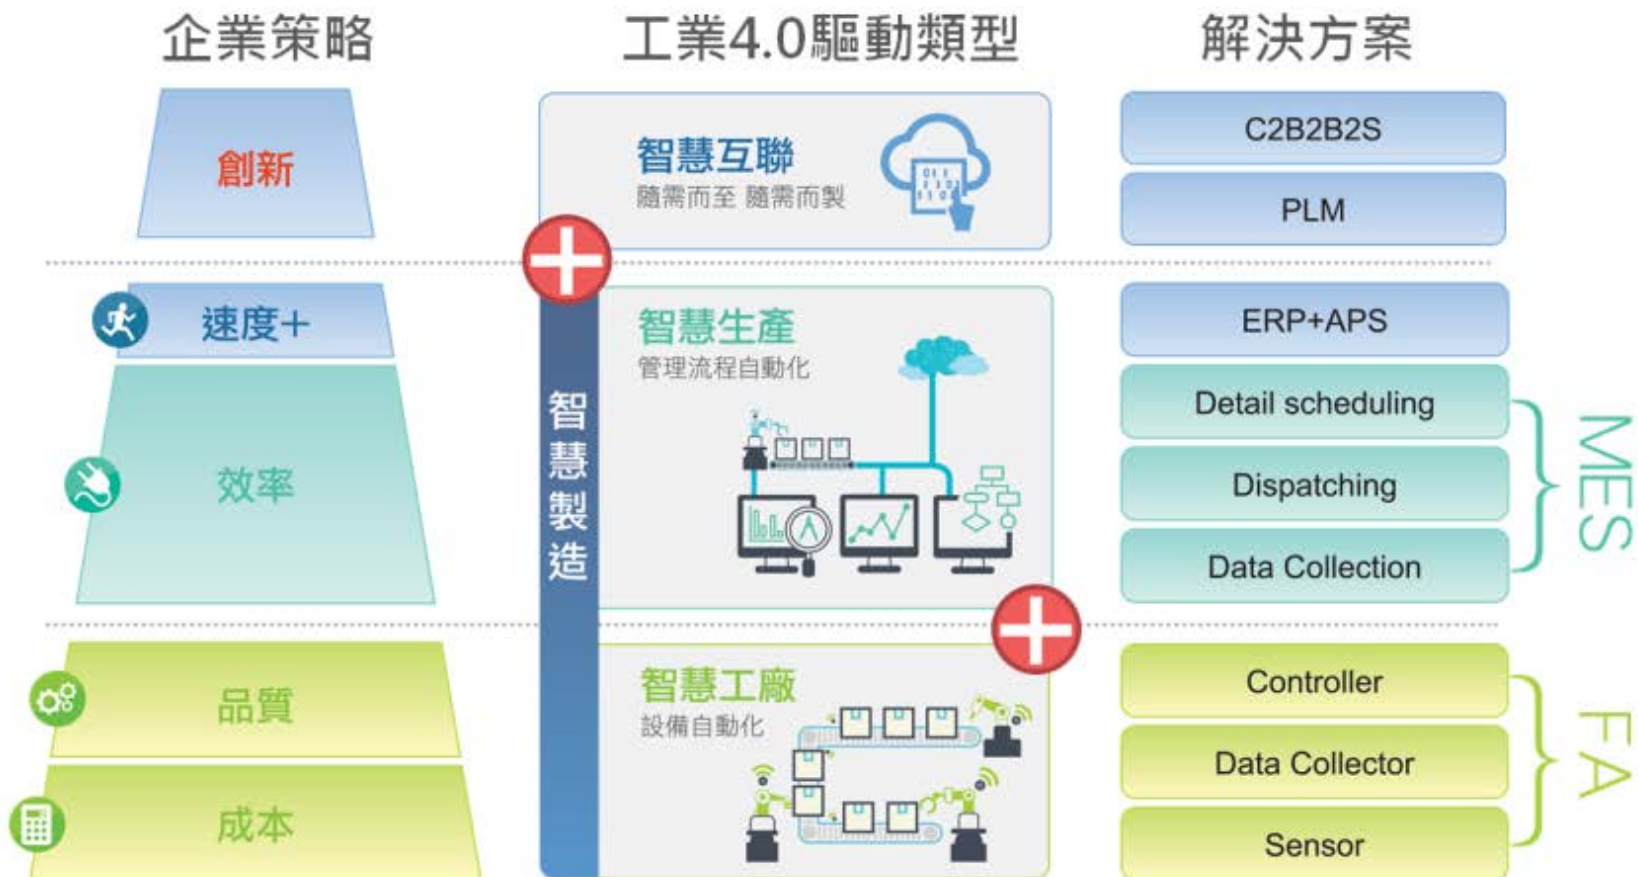 企業策略
工業4.0驅動類型
解決方案
創新
智慧互聯
隨需而至 隨需而製
C2B2B2S
PLM
速度＋
效率
智慧製造
智慧生產
管理流程自動化
ERP+APS
Detail scheduling
Dispatching
Data Collection
MES
品質
成本
智慧工廠
設備自動化
Controller
Data Collector
Sensor
FA